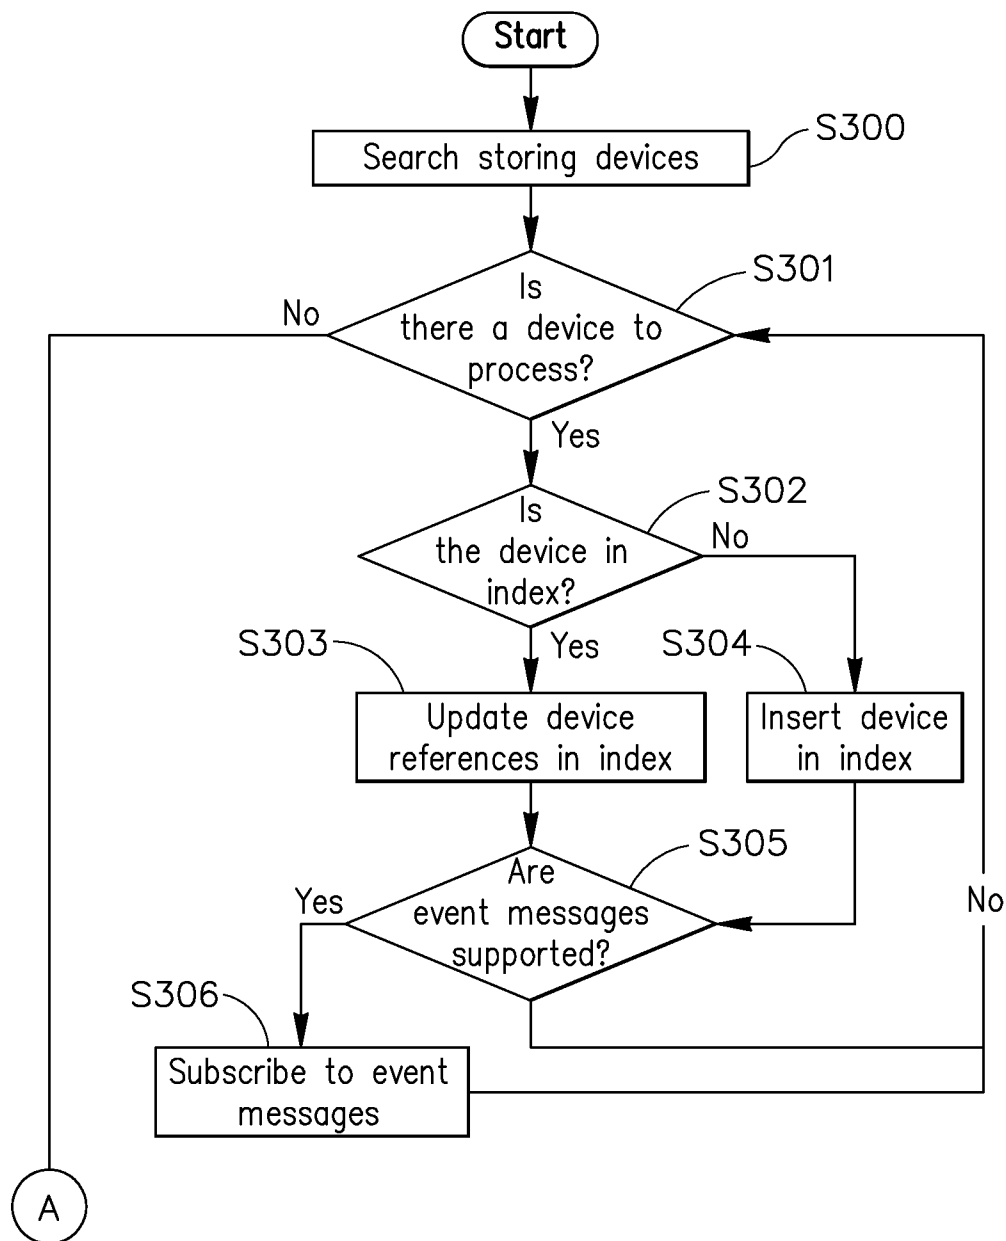 Start
S300
Search storing devices
S301
Is
there a device to
process?
No
Yes
S302
Is
the device in
index?
No
Yes
S303
S304
Update device
references in index
Insert device
in index
S305
Are
event messages
supported?
Yes
No
S306
Subscribe to event
messages
A